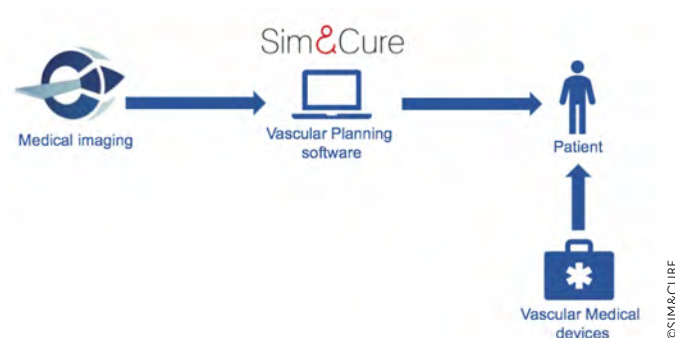 Sim&Cure
Medical imaging
Vascular Planning
software
Patient
Vascular Medical
devices
©SIM&CURE